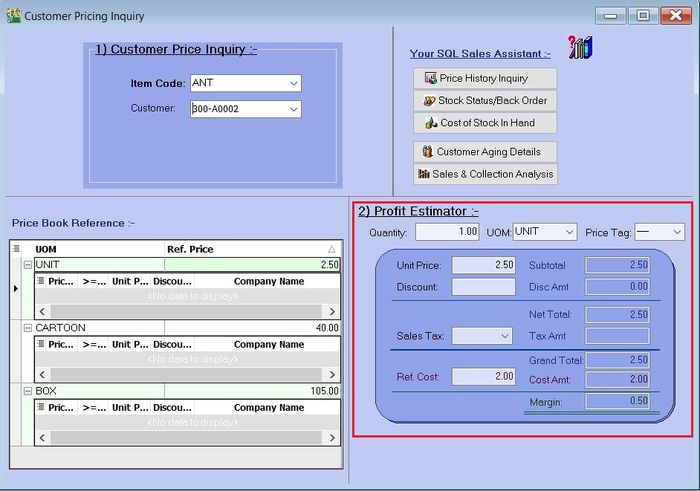 Customer Pricing Inquiry
1) Customer Price Inquiry :-
Item Code: ANT
Customer: 300-A0002
Your SQL Sales Assistant :-
Price History Inquiry
Stock Status/Back Order
Cost of Stock In Hand
Customer Aging Details
Sales & Collection Analysis
Price Book Reference :-
UOM Ref. Price
UNIT 2.50
Pric... >=... Unit P... Discou... Company Name
<No data to display>
CARTOON 40.00
Pric... >=... Unit P... Discou... Company Name
<No data to display>
BOX 105.00
Pric... >=... Unit P... Discou... Company Name
<No data to display>
2) Profit Estimator :-
Quantity: 1.00 UOM: UNIT Price Tag: —
Unit Price: 2.50 Subtotal 2.50
Discount: Disc Amt 0.00
Net Total: 2.50
Sales Tax: Tax Amt
Grand Total: 2.50
Ref. Cost: 2.00 Cost Amt: 2.00
Margin: 0.50